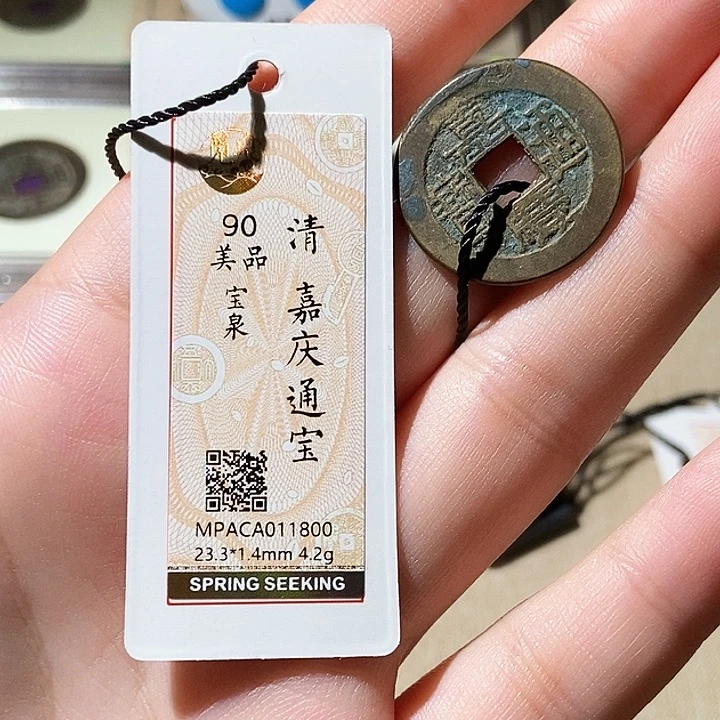 90
美品
宝泉
清 嘉庆通宝
MPACA011800
23.3*1.4mm 4.2g
SPRING SEEKING